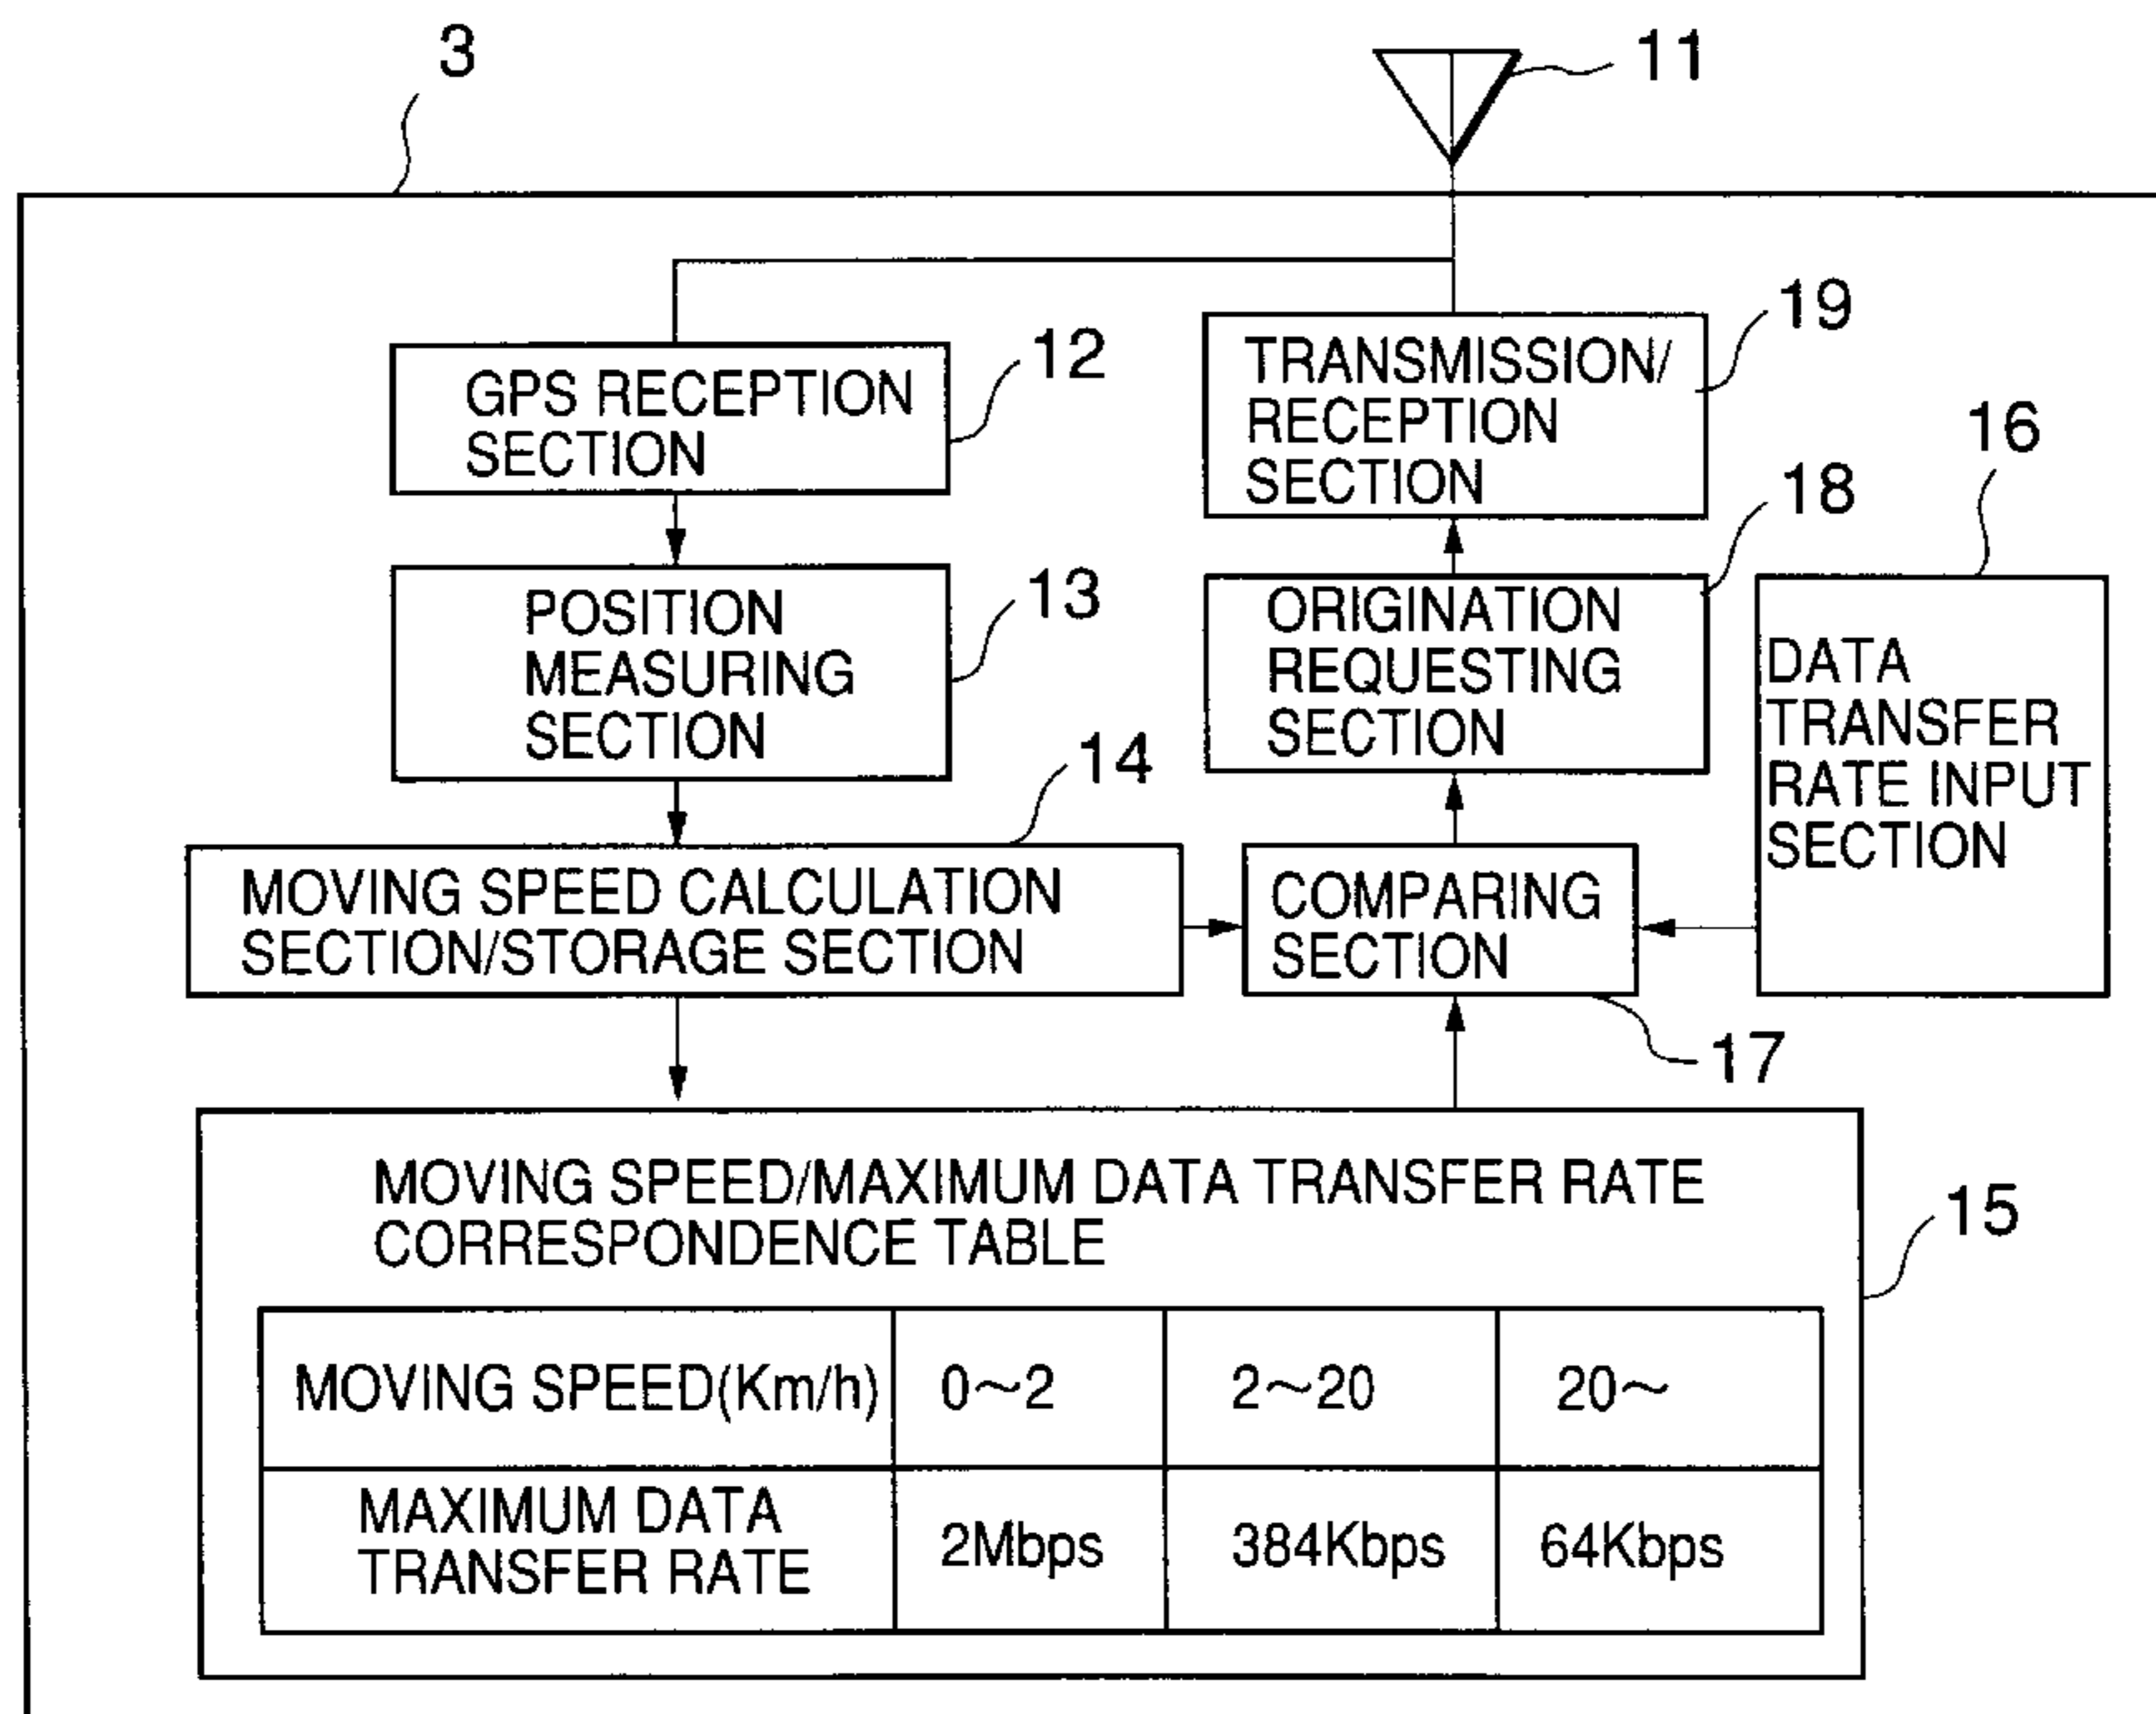 3
11
GPS RECEPTION
SECTION
12
TRANSMISSION/
RECEPTION
SECTION
19
POSITION
MEASURING
SECTION
13
ORIGINATION
REQUESTING
SECTION
18
DATA
TRANSFER
RATE INPUT
SECTION
16
MOVING SPEED CALCULATION
SECTION/STORAGE SECTION
14
COMPARING
SECTION
17
MOVING SPEED/MAXIMUM DATA TRANSFER RATE
CORRESPONDENCE TABLE
15
MOVING SPEED(Km/h) 0~2 2~20 20~
MAXIMUM DATA
TRANSFER RATE 2Mbps 384Kbps 64Kbps